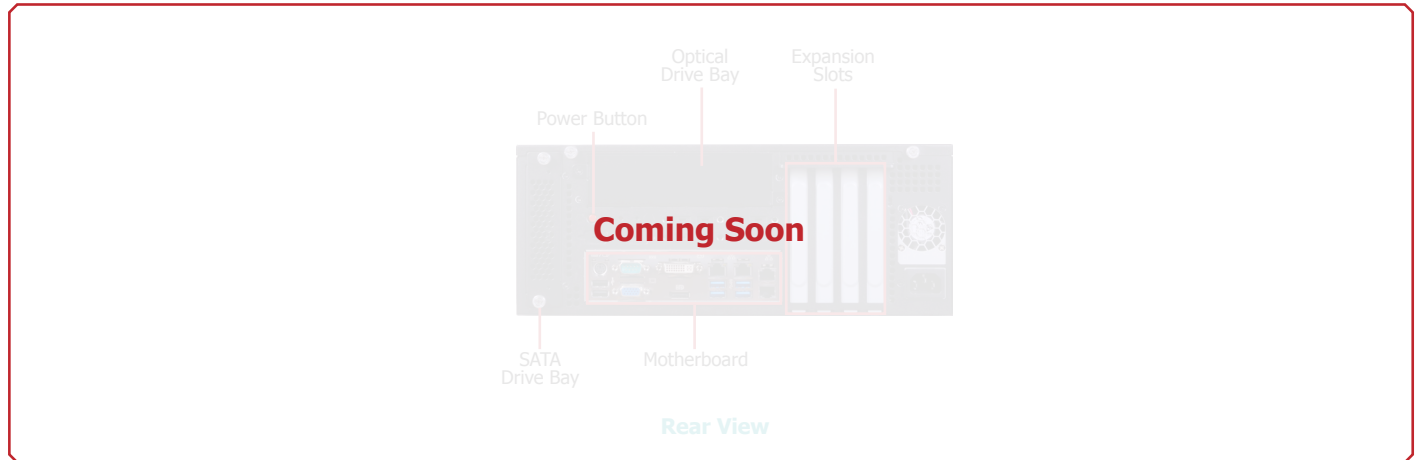 Optical
Drive Bay
Expansion
Slots
Power Button
Coming Soon
SATA
Drive Bay
Motherboard
Rear View